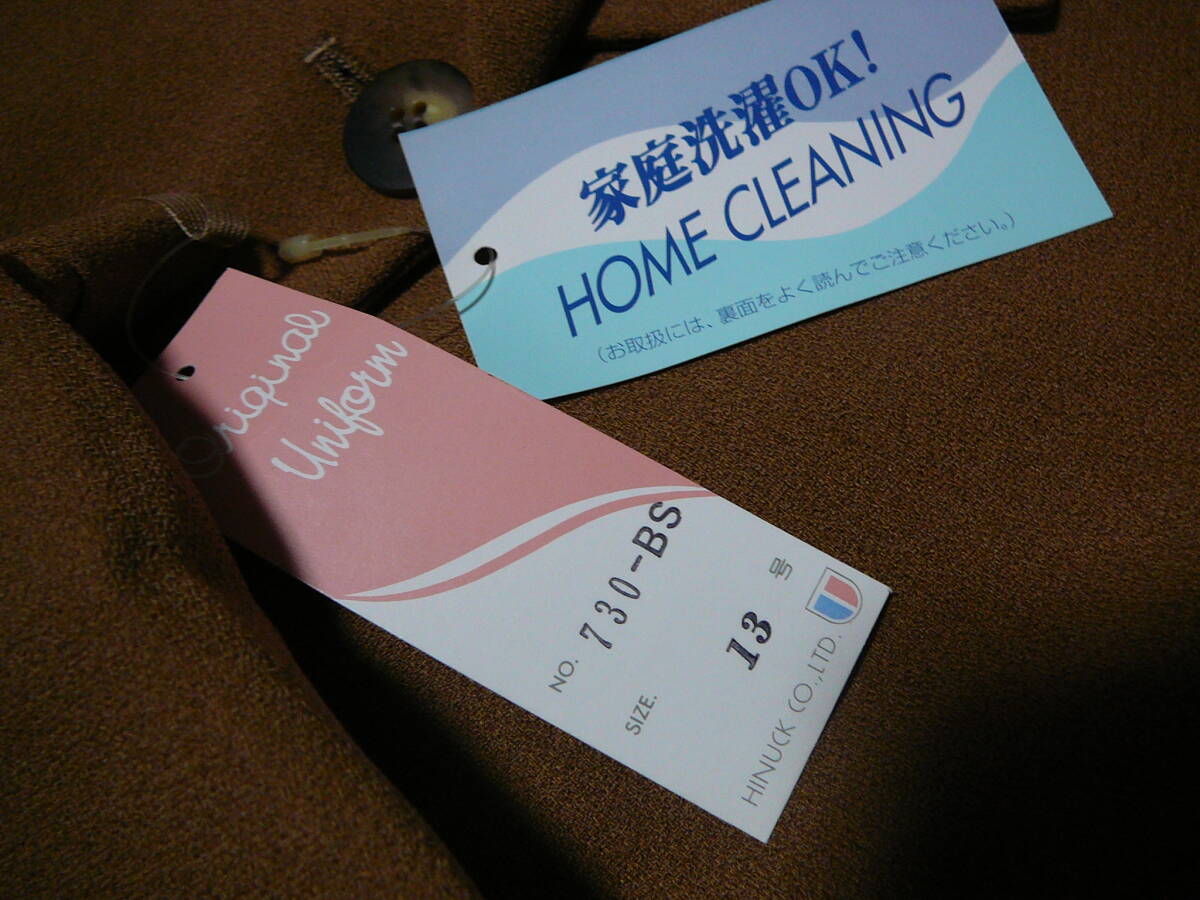 家庭洗濯OK!
HOME CLEANING
(お取扱には、裏面をよく読んでご注意ください。)
Original
Uniform
NO. 730-BS
SIZE. 13 号
HINUCK CO.,LTD.